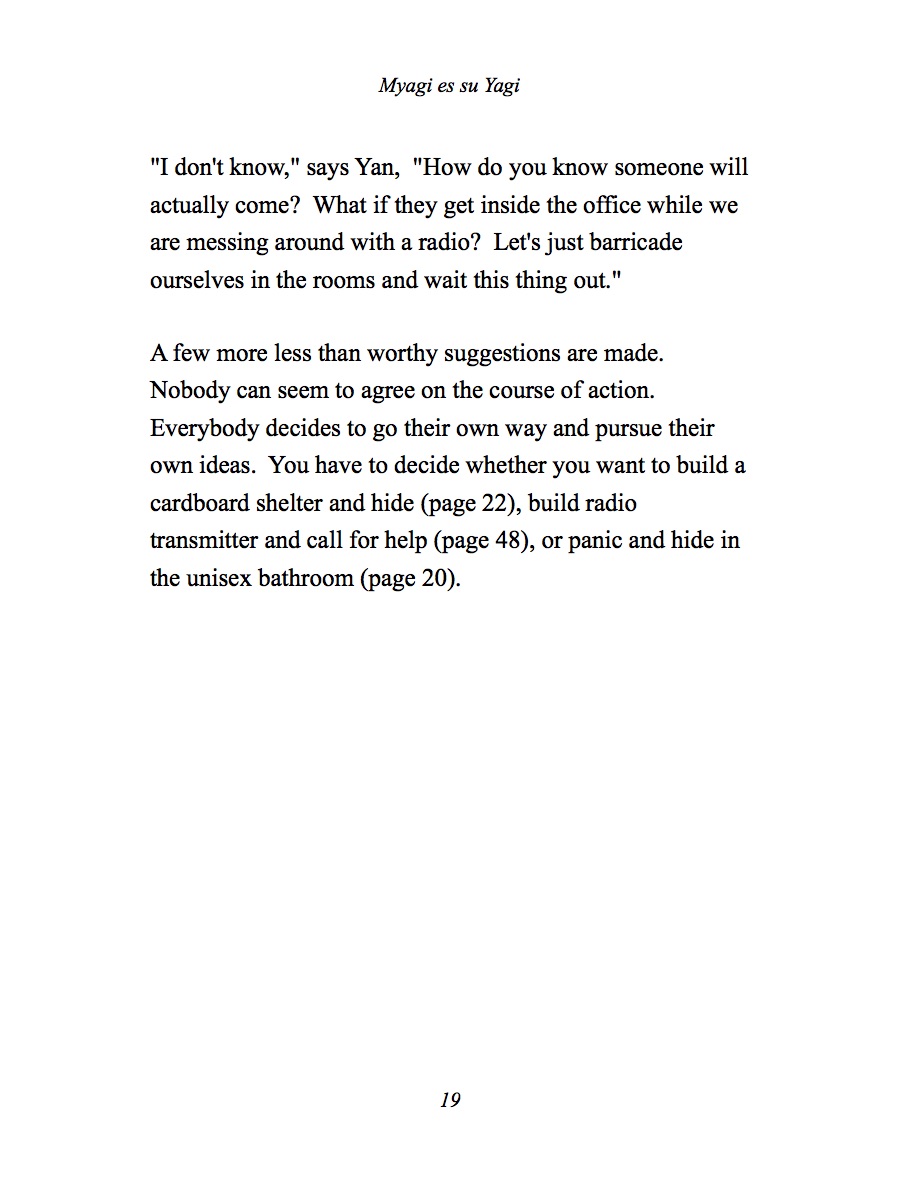 Myagi es su Yagi
"I don't know," says Yan,  "How do you know someone will
actually come?  What if they get inside the office while we
are messing around with a radio?  Let's just barricade
ourselves in the rooms and wait this thing out."
A few more less than worthy suggestions are made.
Nobody can seem to agree on the course of action.
Everybody decides to go their own way and pursue their
own ideas.  You have to decide whether you want to build a
cardboard shelter and hide (page 22), build radio
transmitter and call for help (page 48), or panic and hide in
the unisex bathroom (page 20).
19